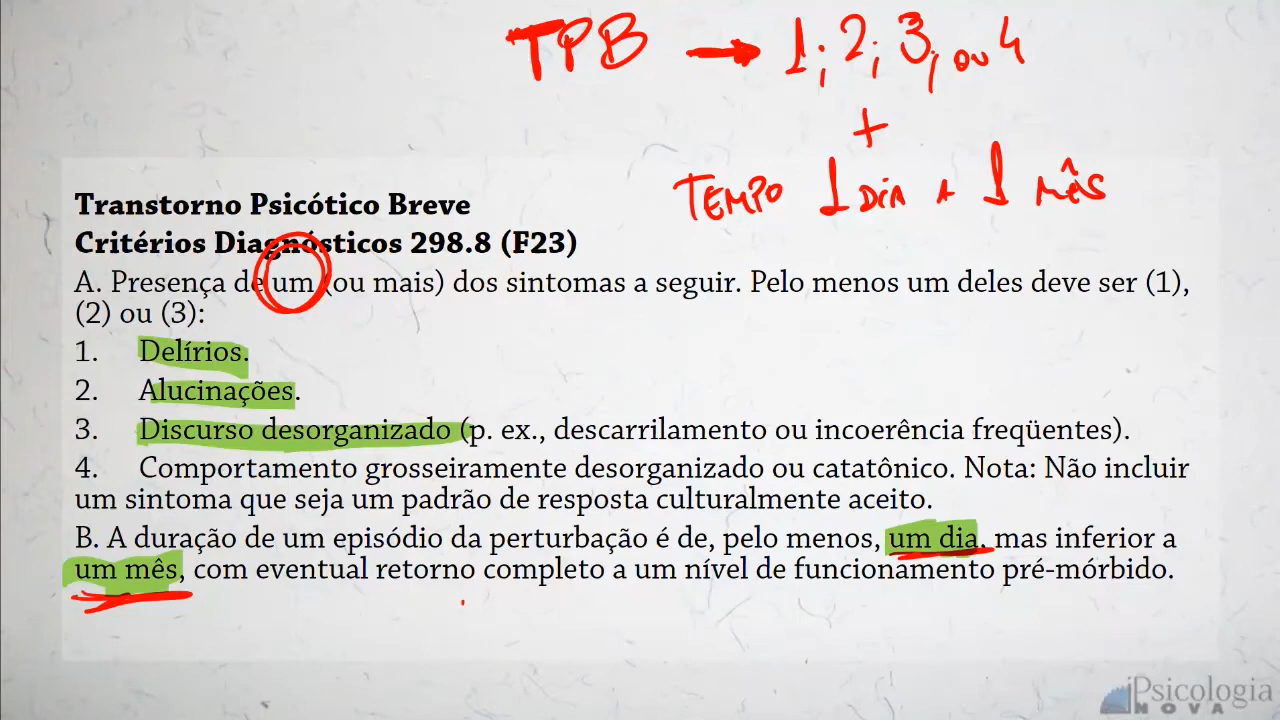 TPB → 1; 2; 3; ou 4
+
TEMPO 1 DIA A 1 MÊS
Transtorno Psicótico Breve
Critérios Diagnósticos 298.8 (F23)
A. Presença de um (ou mais) dos sintomas a seguir. Pelo menos um deles deve ser (1),
(2) ou (3):
1. Delírios.
2. Alucinações.
3. Discurso desorganizado (p. ex., descarrilamento ou incoerência freqüentes).
4. Comportamento grosseiramente desorganizado ou catatônico. Nota: Não incluir
um sintoma que seja um padrão de resposta culturalmente aceito.
B. A duração de um episódio da perturbação é de, pelo menos, um dia, mas inferior a
um mês, com eventual retorno completo a um nível de funcionamento pré-mórbido.
Psicologia
NOVA